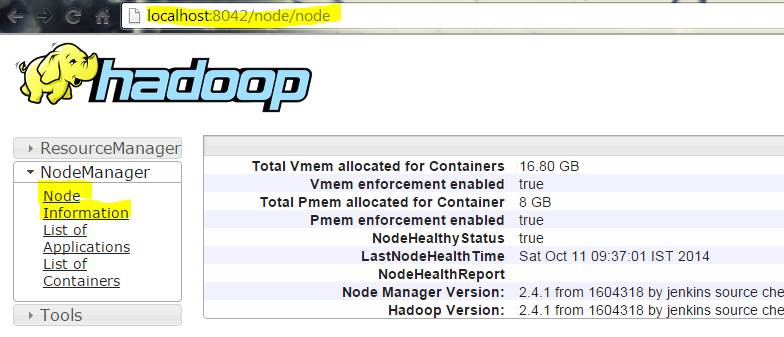 localhost:8042/node/node
hadoop
ResourceManager
NodeManager
Node
Information
List of
Applications
List of
Containers
Tools
Total Vmem allocated for Containers 16.80 GB
Vmem enforcement enabled true
Total Pmem allocated for Container 8 GB
Pmem enforcement enabled true
NodeHealthyStatus true
LastNodeHealthTime Sat Oct 11 09:37:01 IST 2014
NodeHealthReport
Node Manager Version: 2.4.1 from 1604318 by jenkins source che
Hadoop Version: 2.4.1 from 1604318 by jenkins source che